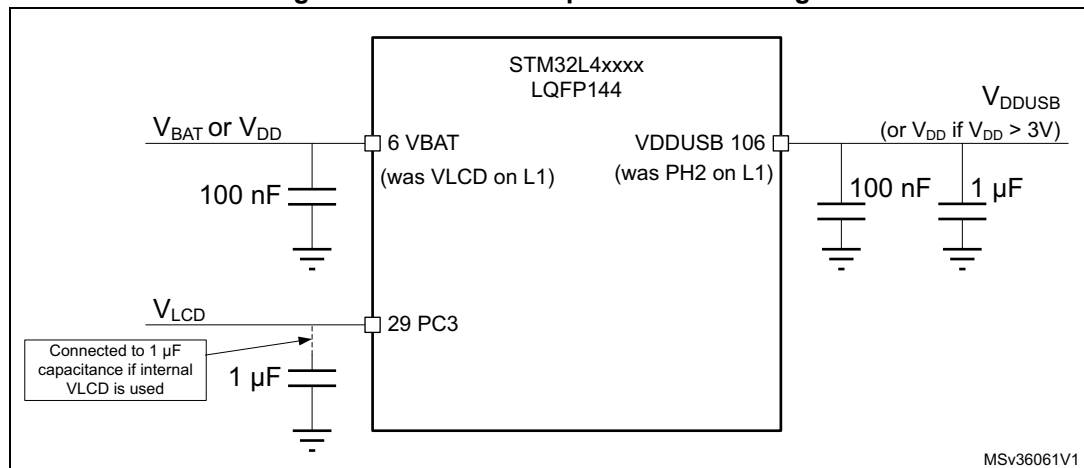 STM32L4xxxx
LQFP144
VBAT or VDD
6 VBAT
(was VLCD on L1)
100 nF
VDDUSB 106
(was PH2 on L1)
VDDUSB
(or VDD if VDD > 3V)
100 nF
1 µF
VLCD
29 PC3
Connected to 1 µF
capacitance if internal
VLCD is used
1 µF
MSv36061V1